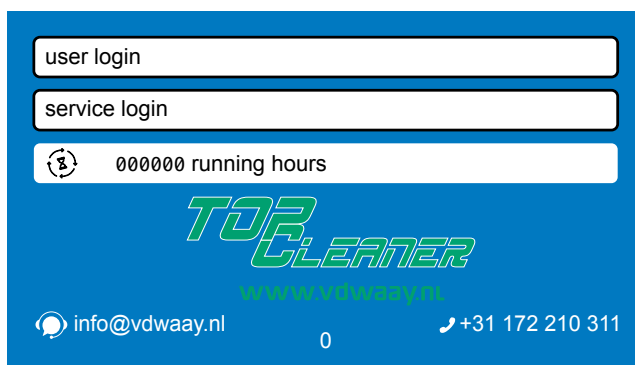 user login
service login
000000 running hours
TOP
CLEANER
www.vdwaay.nl
info@vdwaay.nl
+31 172 210 311
0